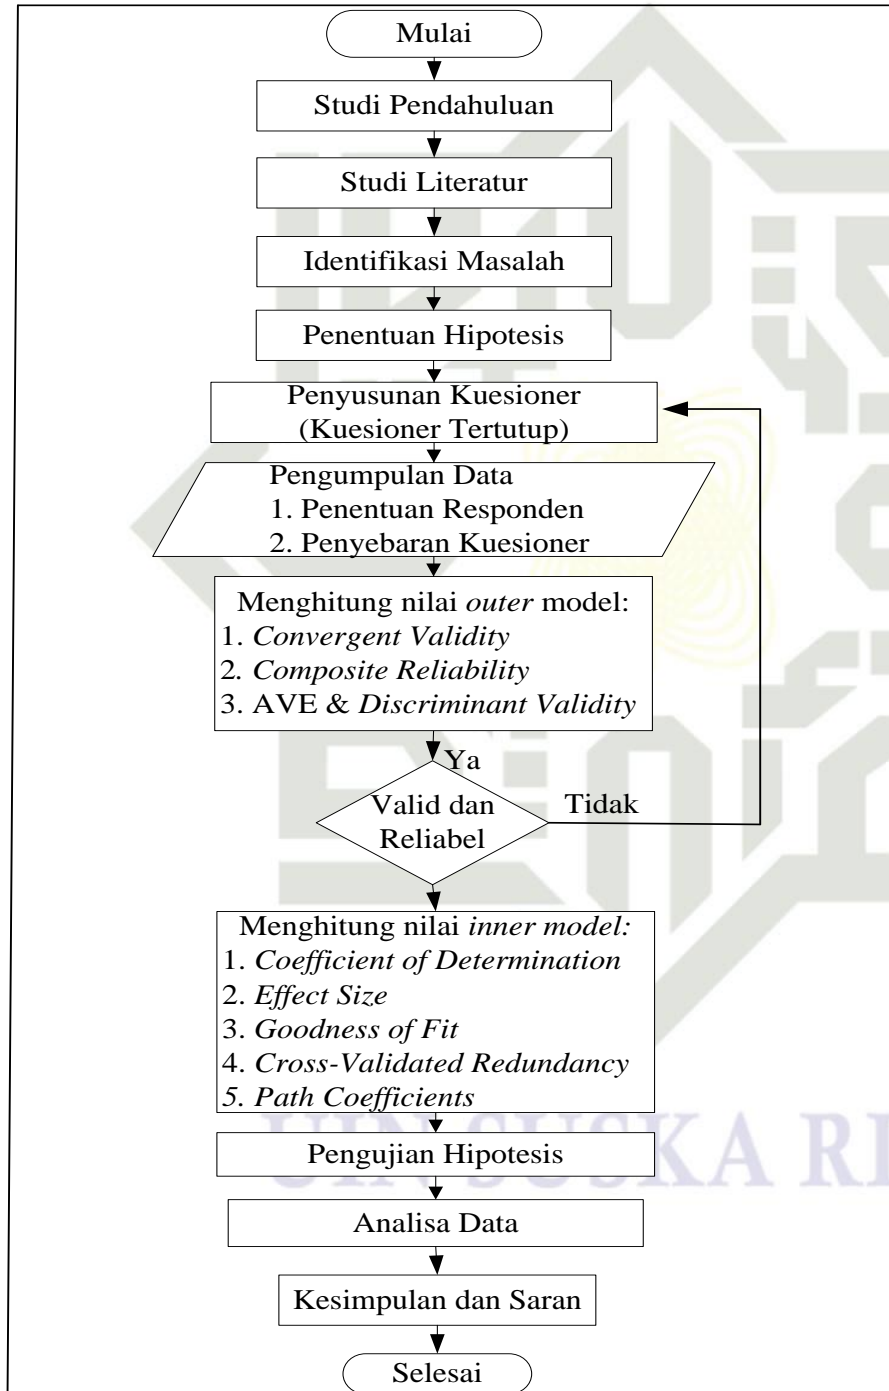 Mulai
Studi Pendahuluan
Studi Literatur
Identifikasi Masalah
Penentuan Hipotesis
Penyusunan Kuesioner
(Kuesioner Tertutup)
Pengumpulan Data
1. Penentuan Responden
2. Penyebaran Kuesioner
Menghitung nilai outer model:
1. Convergent Validity
2. Composite Reliability
3. AVE & Discriminant Validity
Ya
Valid dan
Reliabel
Tidak
Menghitung nilai inner model:
1. Coefficient of Determination
2. Effect Size
3. Goodness of Fit
4. Cross-Validated Redundancy
5. Path Coefficients
UIN SUSKA RI
Pengujian Hipotesis
Analisa Data
Kesimpulan dan Saran
Selesai